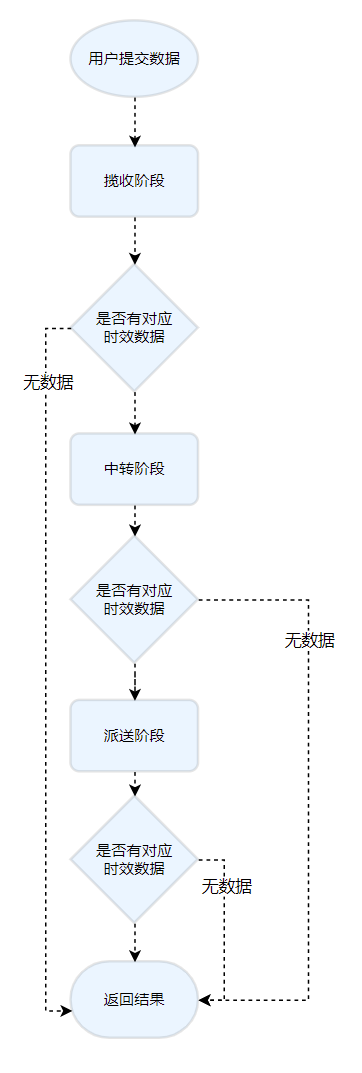 用户提交数据
揽收阶段
是否有对应
时效数据
无数据
中转阶段
是否有对应
时效数据
无数据
派送阶段
是否有对应
时效数据
无数据
返回结果